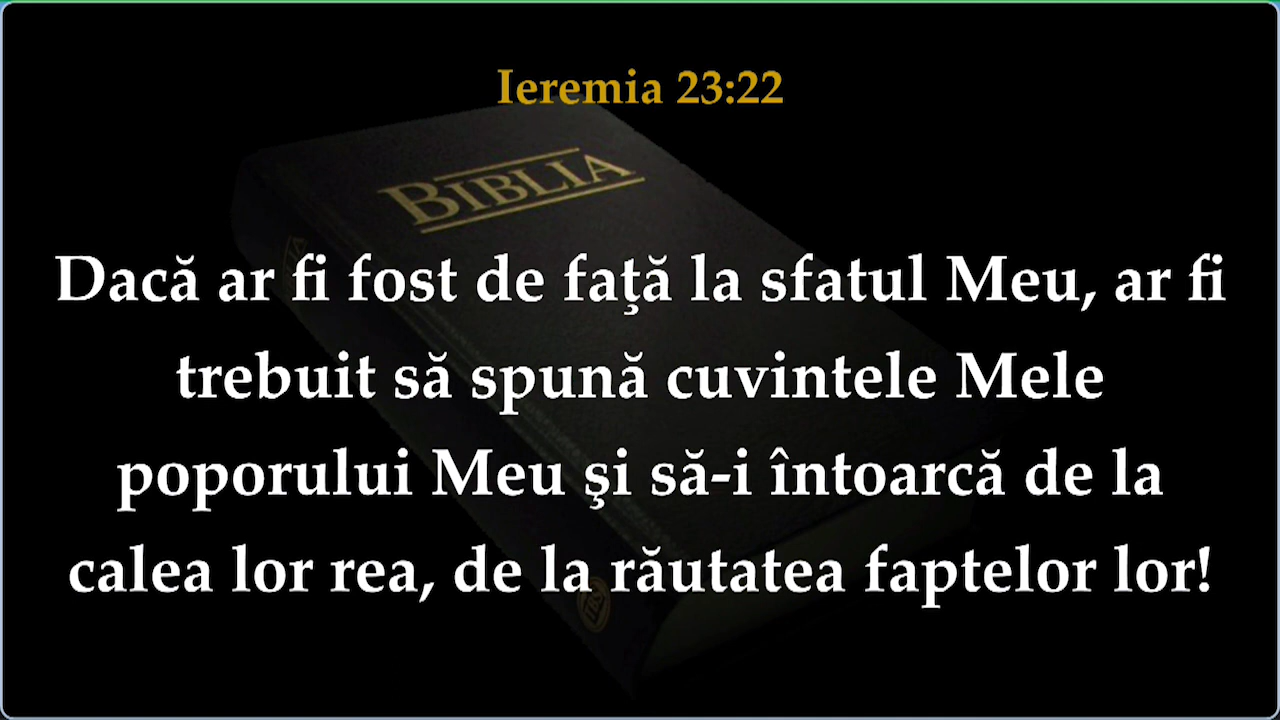 Ieremia 23:22
BIBLIA
Dacă ar fi fost de faţă la sfatul Meu, ar fi
trebuit să spună cuvintele Mele
poporului Meu şi să-i întoarcă de la
calea lor rea, de la răutatea faptelor lor!